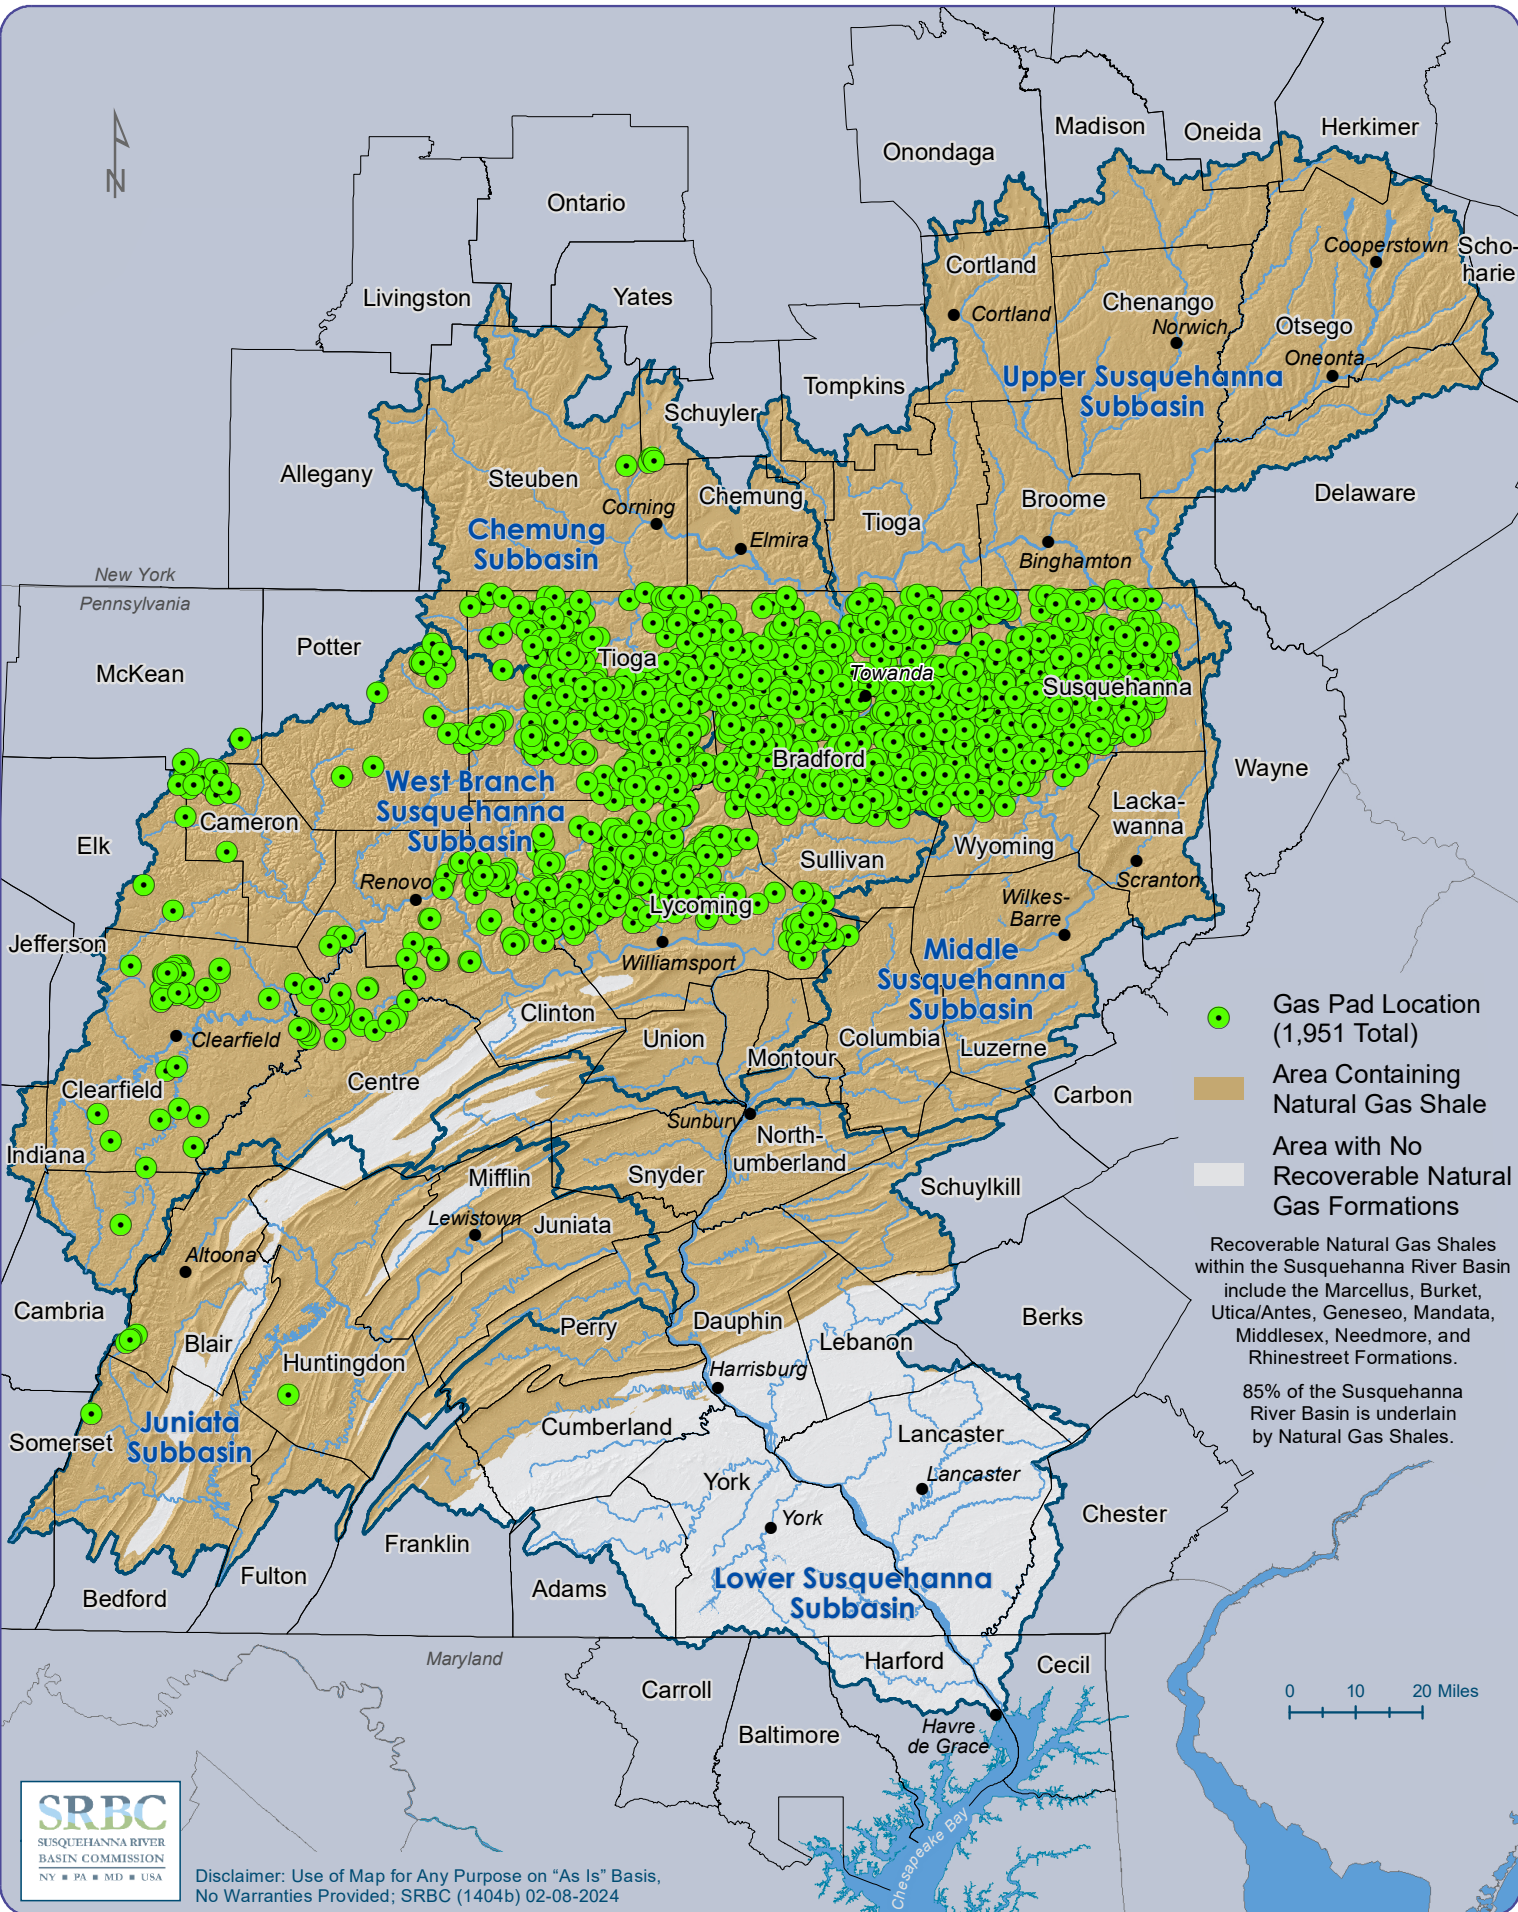 Madison
Oneida
Herkimer
Onondaga
Ontario
Cooperstown
Scho-
harie
Cortland
Livingston
Yates
Chenango
Cortland
Norwich
Otsego
Oneonta
Upper Susquehanna
Subbasin
Tompkins
Schuyler
Allegany
Steuben
Chemung
Delaware
Corning
Broome
Tioga
Chemung
Subbasin
Elmira
Binghamton
New York
Pennsylvania
Potter
Tioga
McKean
Towanda
Susquehanna
Bradford
Wayne
West Branch
Susquehanna
Subbasin
Lacka-
wanna
Cameron
Elk
Sullivan
Wyoming
Renovo
Scranton
Wilkes-
Barre
Lycoming
Jefferson
Williamsport
Middle
Susquehanna
Subbasin
Gas Pad Location
(1,951 Total)
Clinton
Clearfield
Union
Columbia
Luzerne
Montour
Area Containing
Natural Gas Shale
Centre
Clearfield
Carbon
Sunbury
North-
umberland
Indiana
Area with No
Recoverable Natural
Gas Formations
Mifflin
Snyder
Schuylkill
Lewistown
Juniata
Altoona
Recoverable Natural Gas Shales
within the Susquehanna River Basin
include the Marcellus, Burket,
Utica/Antes, Geneseo, Mandata,
Middlesex, Needmore, and
Rhinestreet Formations.
Cambria
Dauphin
Berks
Perry
Blair
Lebanon
Huntingdon
Harrisburg
85% of the Susquehanna
River Basin is underlain
by Natural Gas Shales.
Juniata
Subbasin
Cumberland
Lancaster
Somerset
York
Lancaster
York
Chester
Franklin
Fulton
Adams
Lower Susquehanna
Subbasin
Bedford
Maryland
Harford
Cecil
Carroll
0 10 20 Miles
Baltimore
Havre
de Grace
Chesapeake Bay
SRBC
SUSQUEHANNA RIVER
BASIN COMMISSION
NY ■ PA ■ MD ■ USA
Disclaimer: Use of Map for Any Purpose on “As Is” Basis,
No Warranties Provided; SRBC (1404b) 02-08-2024
N